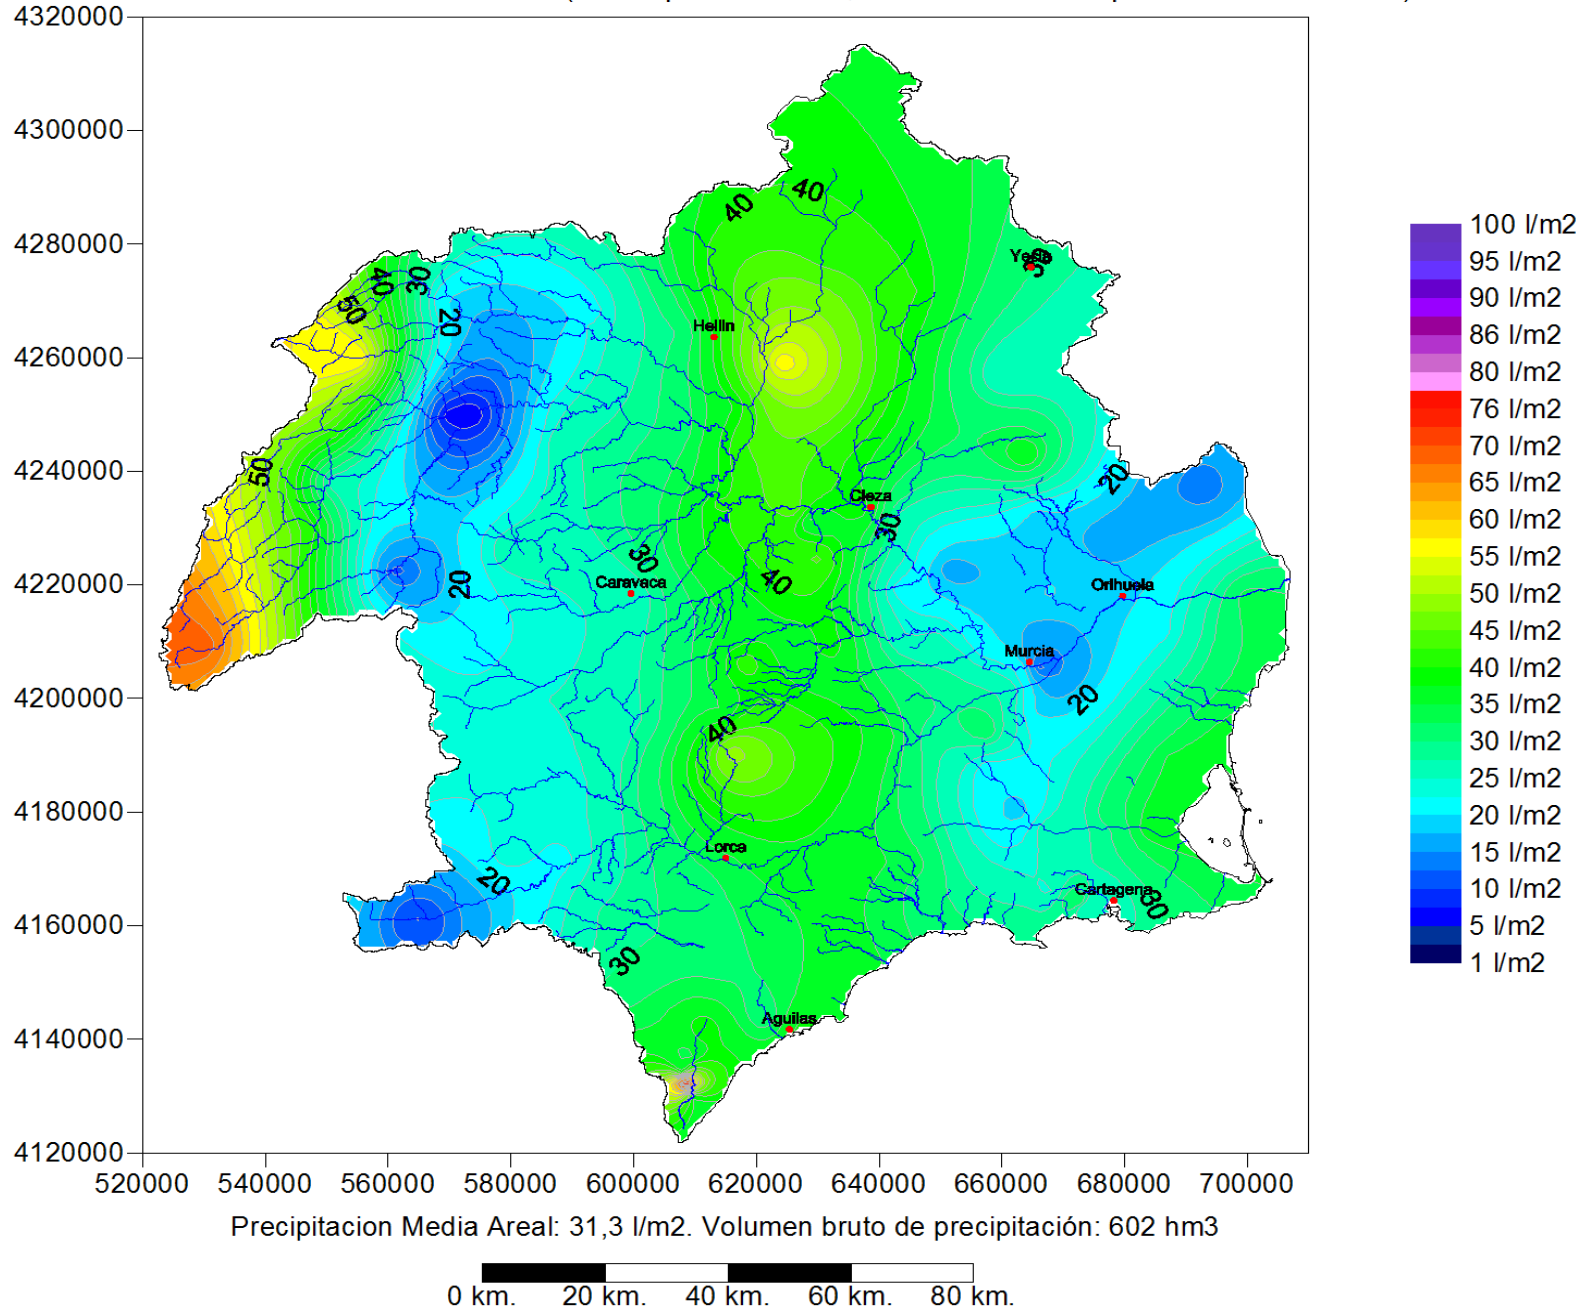 4320000
4300000
4280000
4260000
4240000
4220000
4200000
4180000
4160000
4140000
4120000
520000 540000 560000 580000 600000 620000 640000 660000 680000 700000
40
40
50
40
30
20
50
20
30
40
30
20
20
40
20
30
30
Yecla
Hellin
Cieza
Caravaca
Orihuela
Murcia
Lorca
Cartagena
Aguilas
100 l/m2
95 l/m2
90 l/m2
86 l/m2
80 l/m2
76 l/m2
70 l/m2
65 l/m2
60 l/m2
55 l/m2
50 l/m2
45 l/m2
40 l/m2
35 l/m2
30 l/m2
25 l/m2
20 l/m2
15 l/m2
10 l/m2
5 l/m2
1 l/m2
Precipitacion Media Areal: 31,3 l/m2. Volumen bruto de precipitación: 602 hm3
0 km. 20 km. 40 km. 60 km. 80 km.